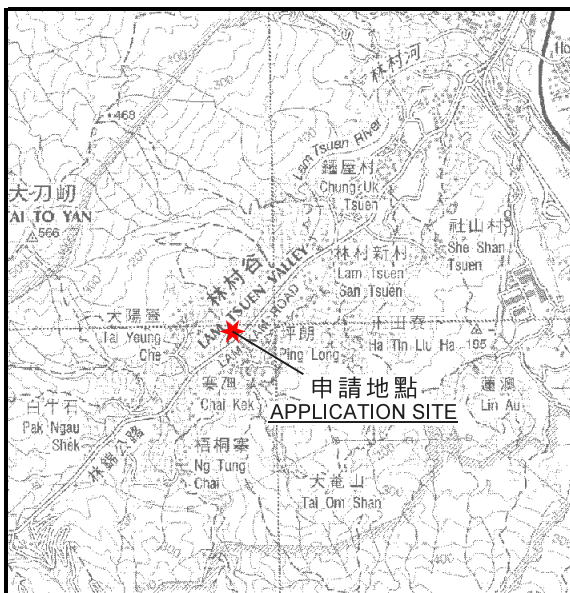 林村河
Lam Tsuen River
468
大刀屻
TAI TO YAN
566
鍾屋村
Chung Uk
Tsuen
社山村
She Shan
Tsuen
林村谷
LAM TSUEN VALLEY
林村新村
Lam Tsuen
San Tsuen
大陽輋
Tai Yeung
Che
LAM KAM ROAD
坪朗
Ping Long
下田寮下
Ha Tin Liu Ha
195
寨乪
Chai Kek
申請地點
APPLICATION SITE
蓮澳
Lin Au
白牛石
Pak Ngau
Shek
林錦公路
梧桐寨
Ng Tung
Chai
大菴山
Tai Om Shan